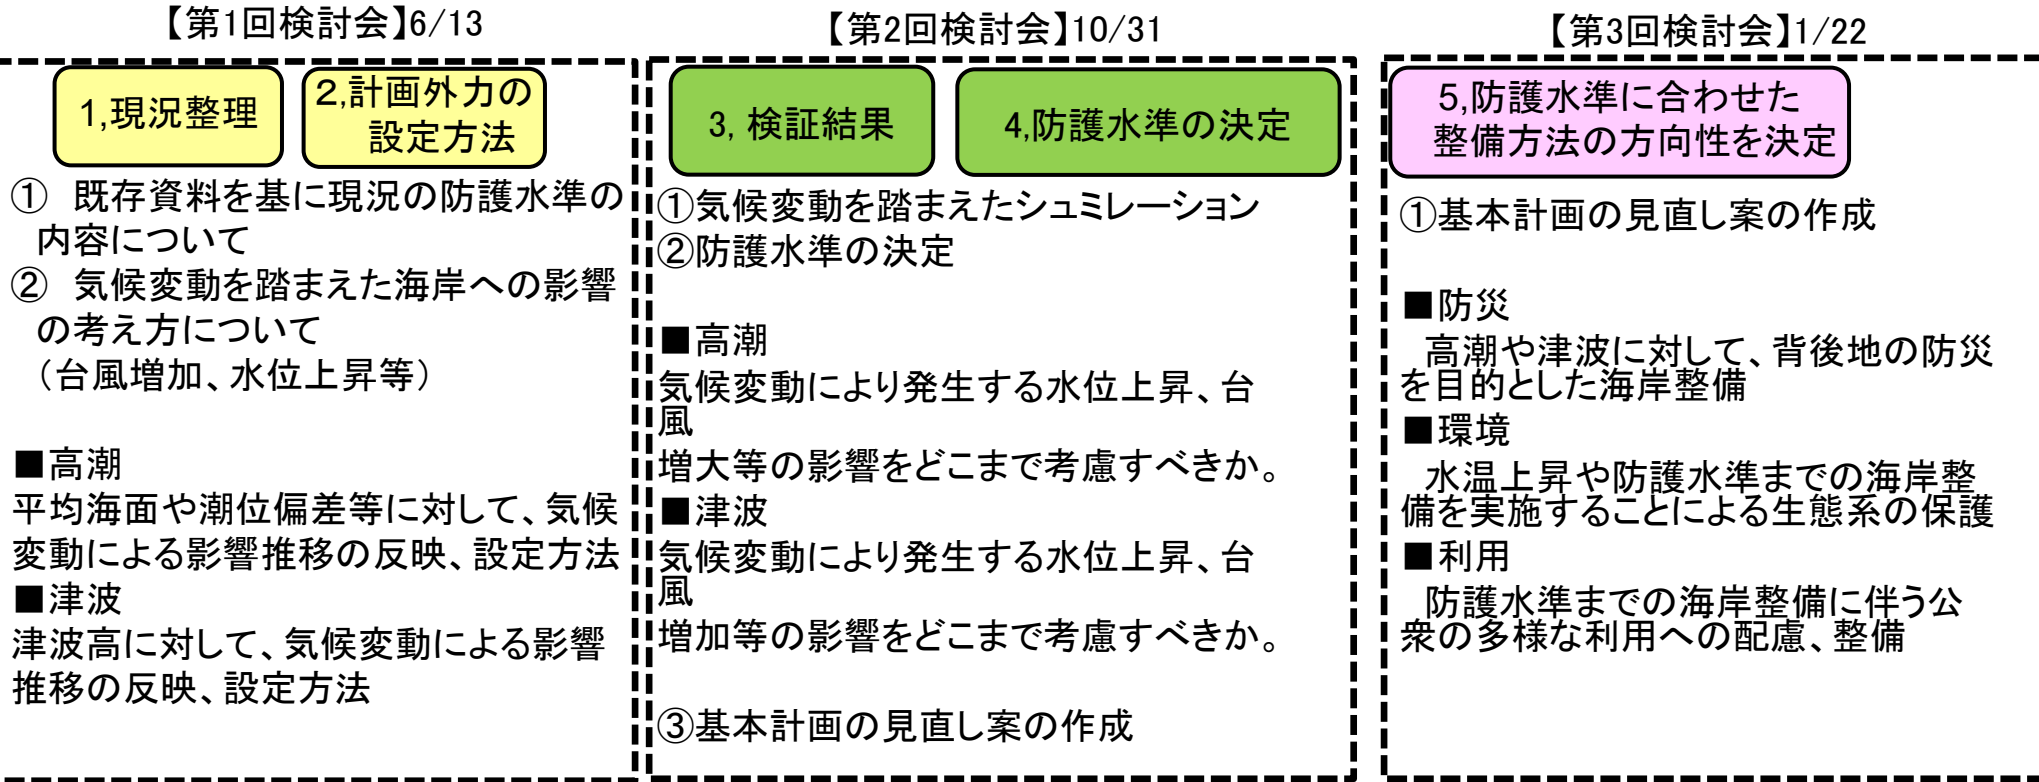 【第1回検討会】6/13
1,現況整理
2,計画外力の
設定方法
① 既存資料を基に現況の防護水準の
内容について
② 気候変動を踏まえた海岸への影響
の考え方について
（台風増加、水位上昇等）
■高潮
平均海面や潮位偏差等に対して、気候
変動による影響推移の反映、設定方法
■津波
津波高に対して、気候変動による影響
推移の反映、設定方法
【第2回検討会】10/31
3, 検証結果
4,防護水準の決定
①気候変動を踏まえたシュミレーション
②防護水準の決定
■高潮
気候変動により発生する水位上昇、台
風
増大等の影響をどこまで考慮すべきか。
■津波
気候変動により発生する水位上昇、台
風
増加等の影響をどこまで考慮すべきか。
③基本計画の見直し案の作成
【第3回検討会】1/22
5,防護水準に合わせた
整備方法の方向性を決定
①基本計画の見直し案の作成
■防災
高潮や津波に対して、背後地の防災
を目的とした海岸整備
■環境
水温上昇や防護水準までの海岸整
備を実施することによる生態系の保護
■利用
防護水準までの海岸整備に伴う公
衆の多様な利用への配慮、整備